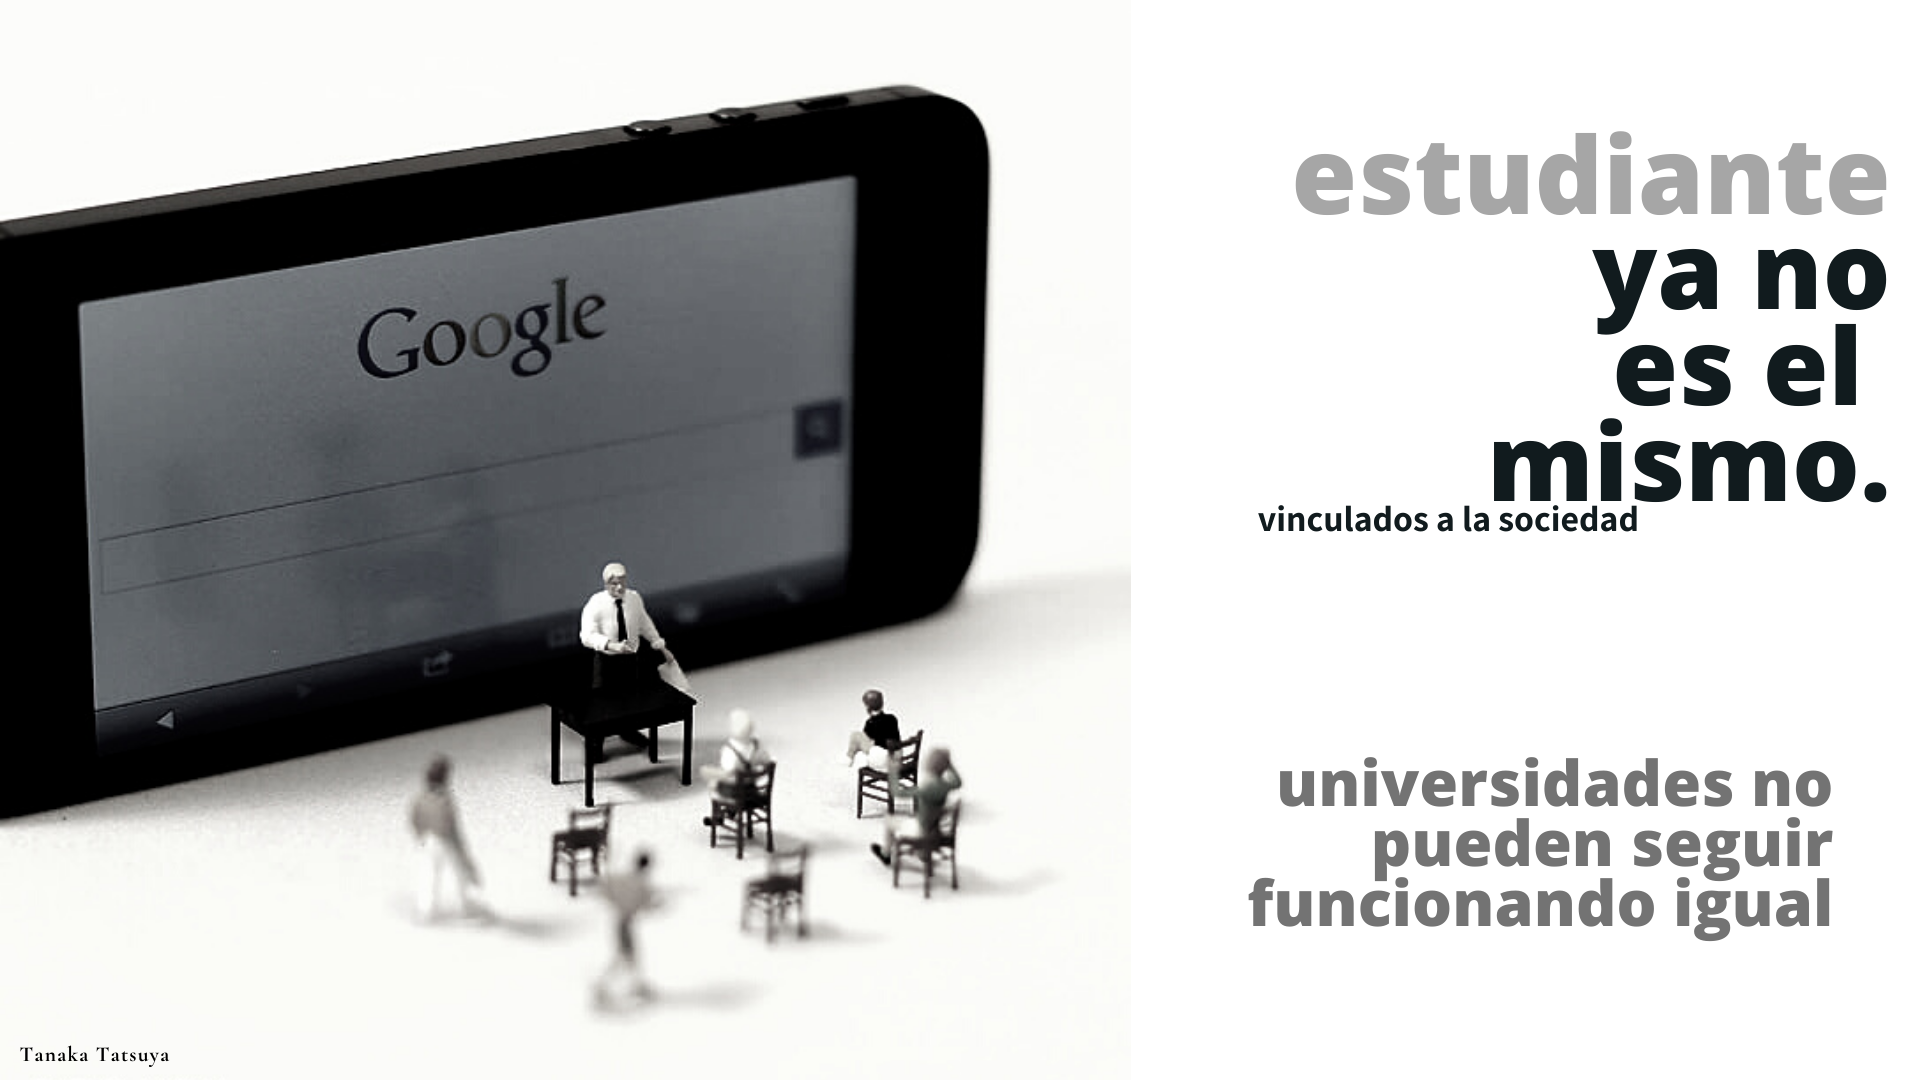 Google
estudiante
ya no
es el
mismo.
vinculados a la sociedad
universidades no
pueden seguir
funcionando igual
Tanaka Tatsuya